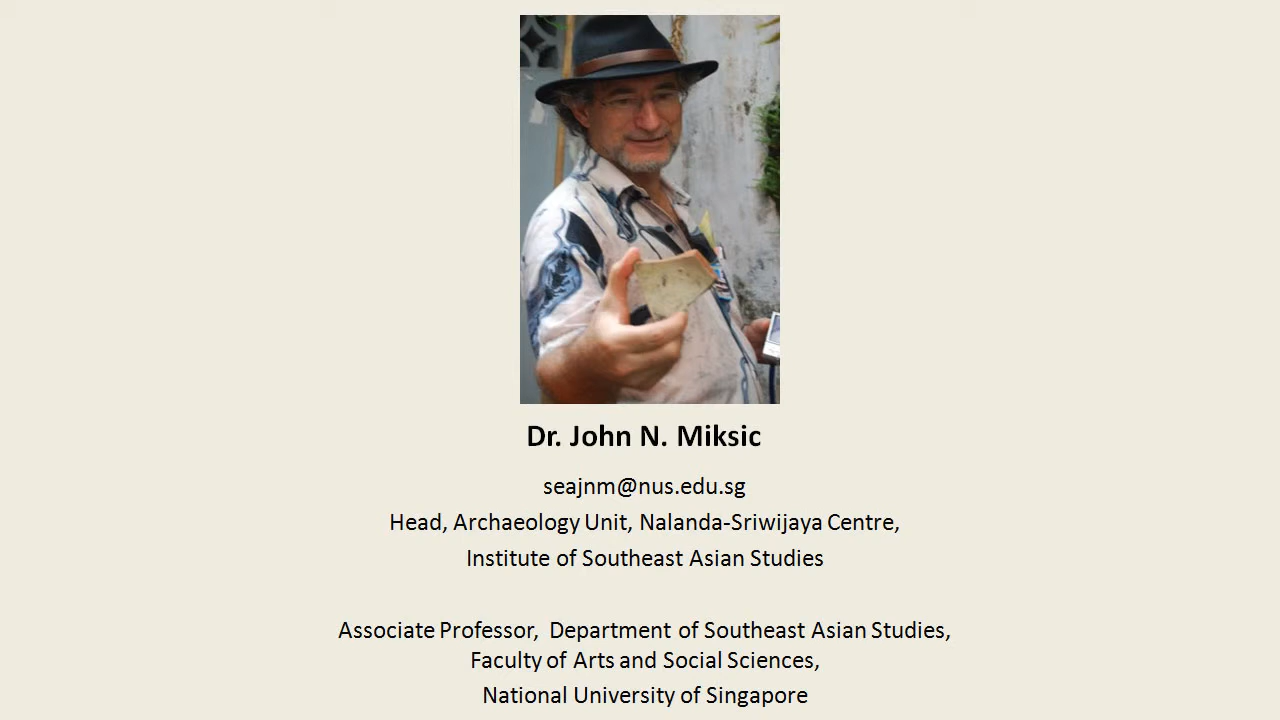 Dr. John N. Miksic
seajnm@nus.edu.sg
Head, Archaeology Unit, Nalanda-Sriwijaya Centre,
Institute of Southeast Asian Studies
Associate Professor, Department of Southeast Asian Studies,
Faculty of Arts and Social Sciences,
National University of Singapore